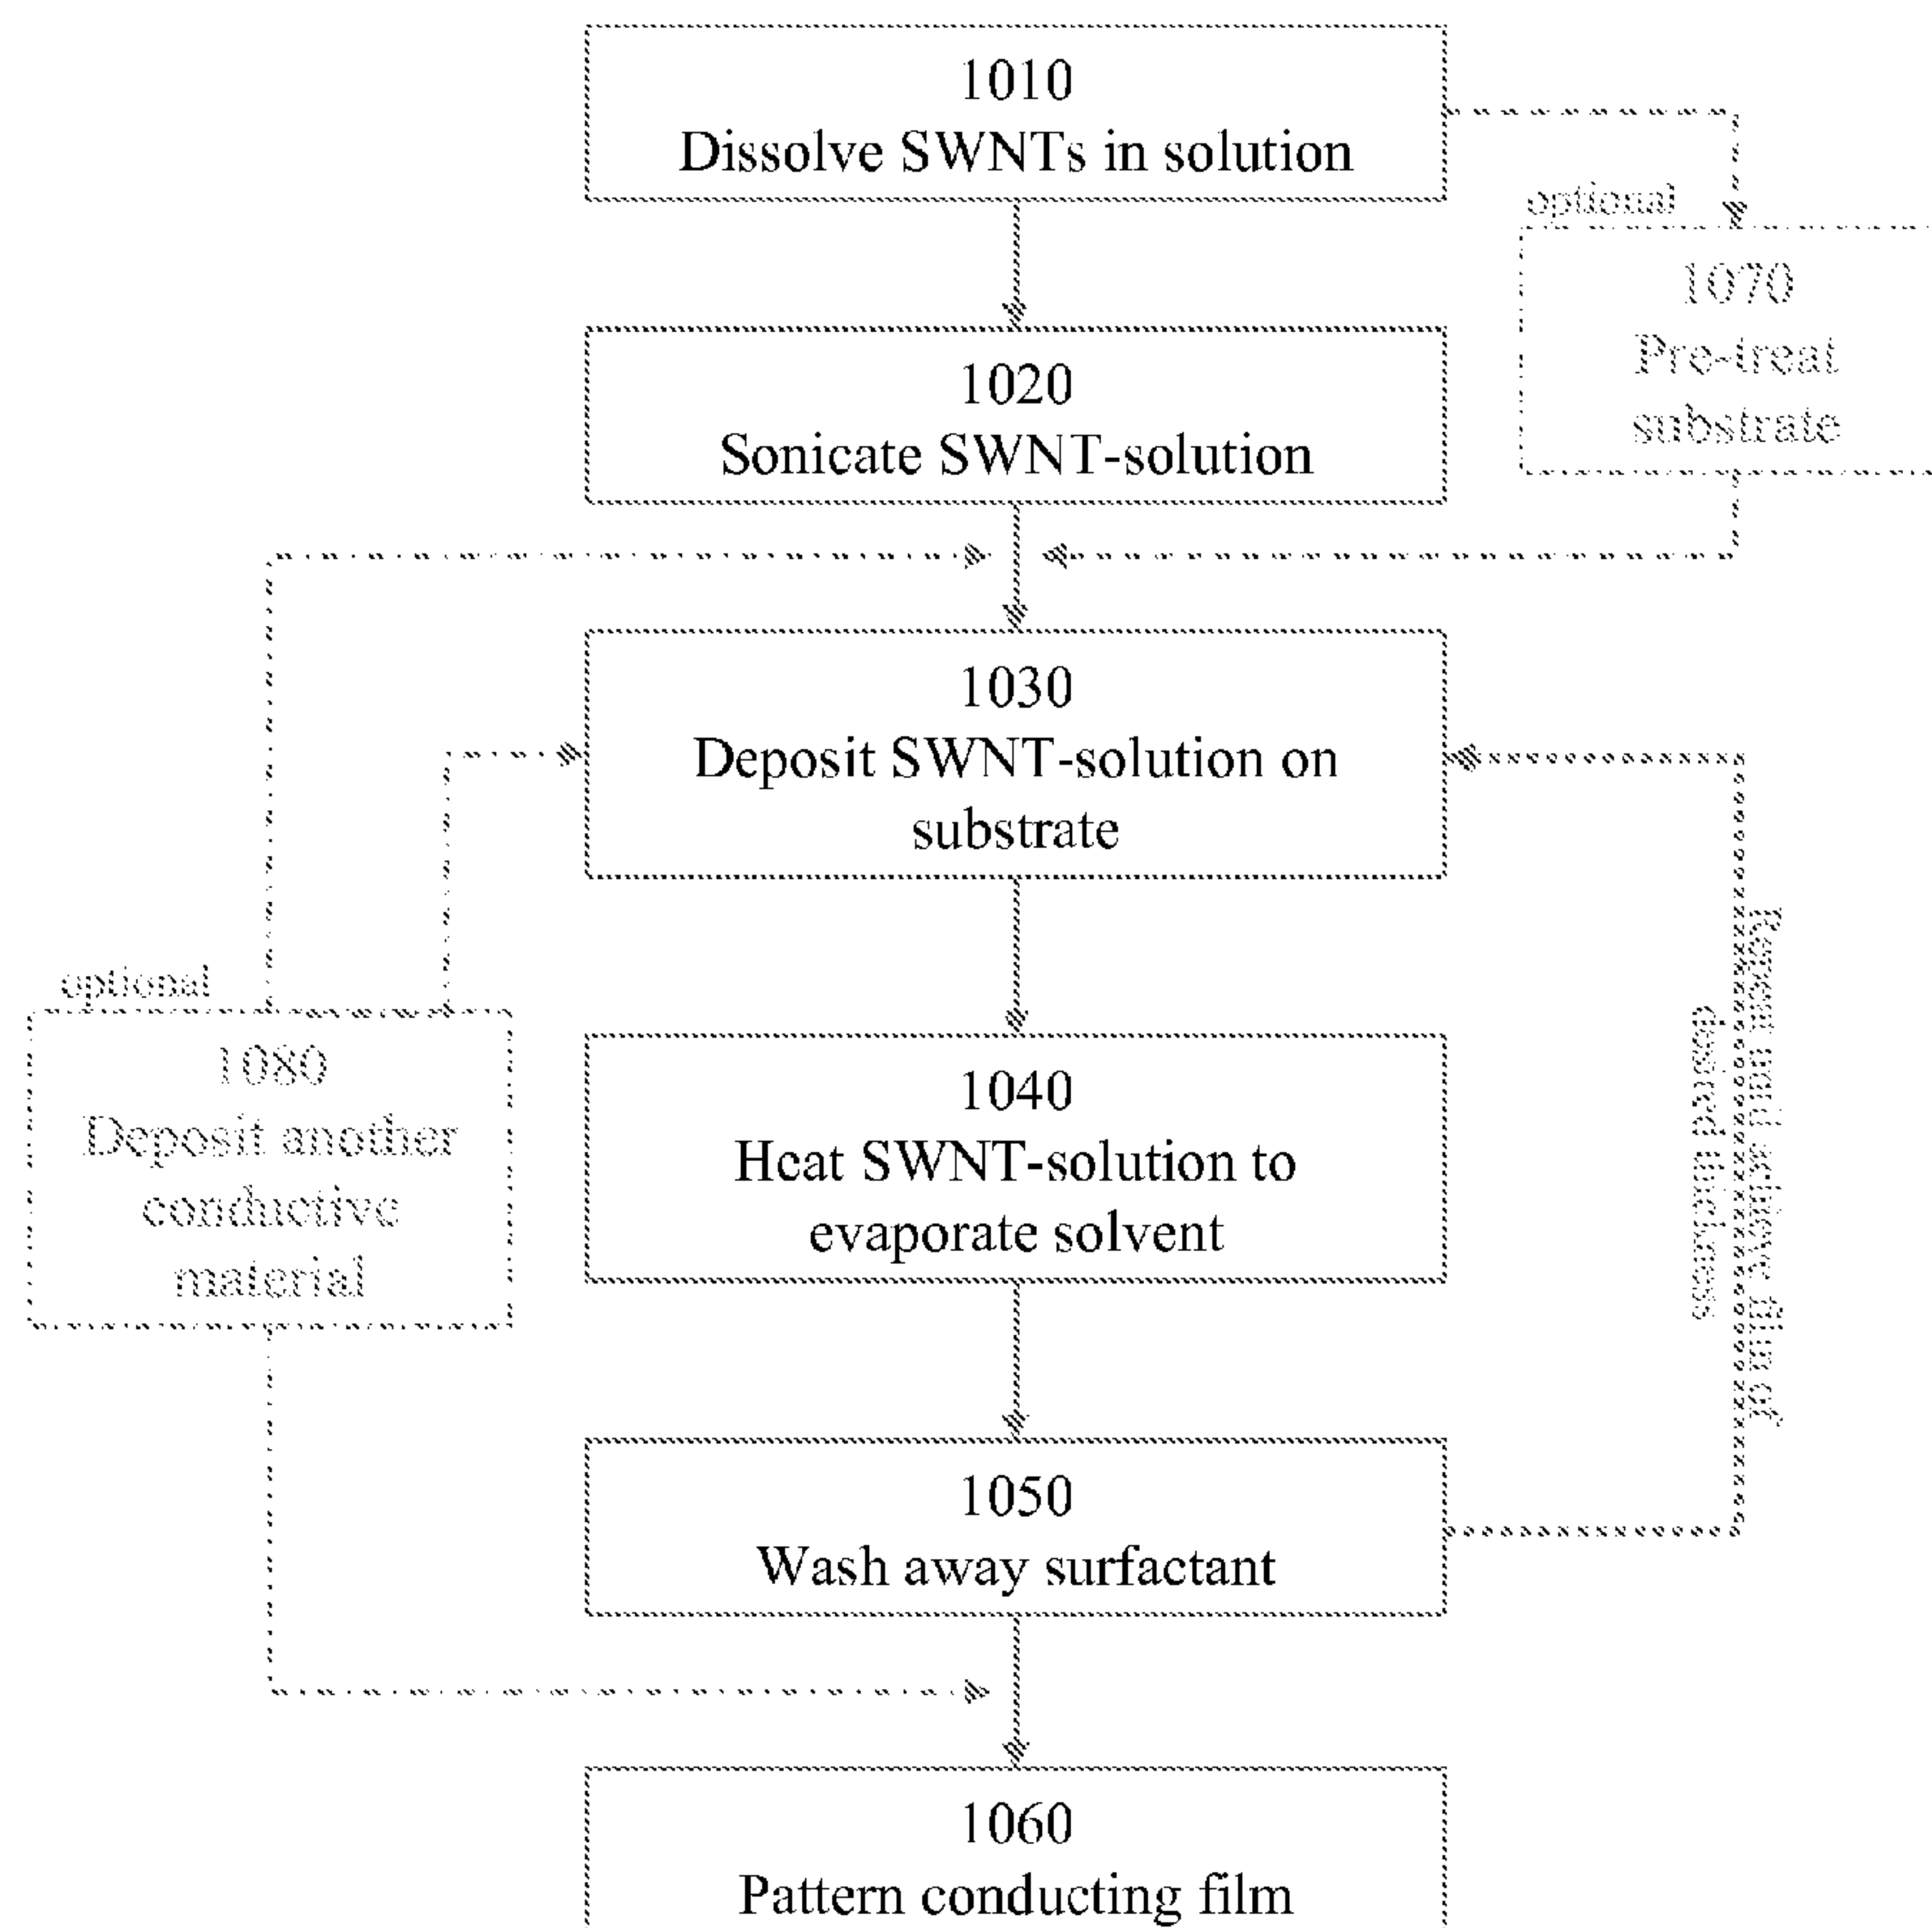 1010
Dissolve SWNTs in solution
optional
1070
Pre-treat
substrate
1020
Sonicate SWNT-solution
1030
Deposit SWNT-solution on
substrate
optional
1080
Deposit another
conductive
material
1040
Heat SWNT-solution to
evaporate solvent
Repeat until film of
desired thickness
1050
Wash away surfactant
1060
Pattern conducting film